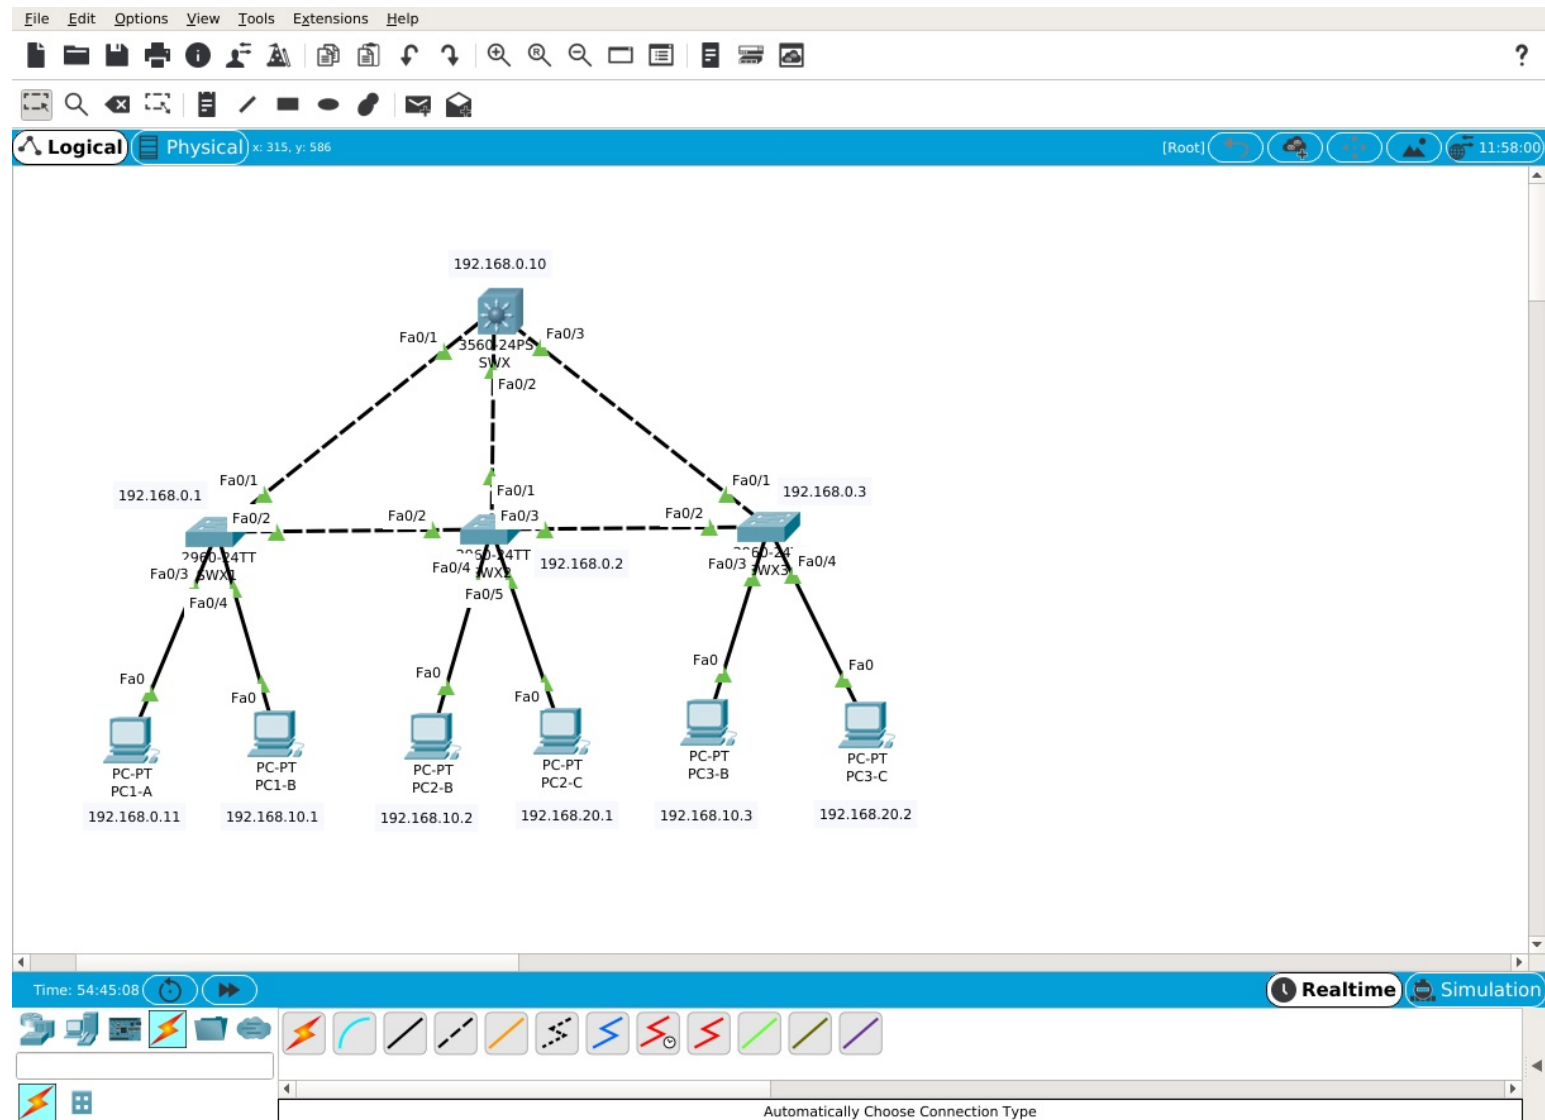 File Edit Options View Tools Extensions Help
?
Logical Physical x: 315, y: 586 [Root] 11:58:00
192.168.0.10
Fa0/1 Fa0/3
3560-24PS
SWX
Fa0/2
Fa0/1 Fa0/1 Fa0/1
192.168.0.1 192.168.0.3
Fa0/2 Fa0/2 Fa0/3 Fa0/2
2960-24TT
SWX1
192.168.0.2
Fa0/3 Fa0/4 Fa0/3 Fa0/4
Fa0/4 Fa0/5
Fa0 Fa0 Fa0 Fa0
Fa0 Fa0
PC-PT
PC1-A
PC-PT
PC1-B
PC-PT
PC2-B
PC-PT
PC2-C
PC-PT
PC3-B
PC-PT
PC3-C
192.168.0.11 192.168.10.1 192.168.10.2 192.168.20.1 192.168.10.3 192.168.20.2
Time: 54:45:08 Realtime Simulation
Automatically Choose Connection Type